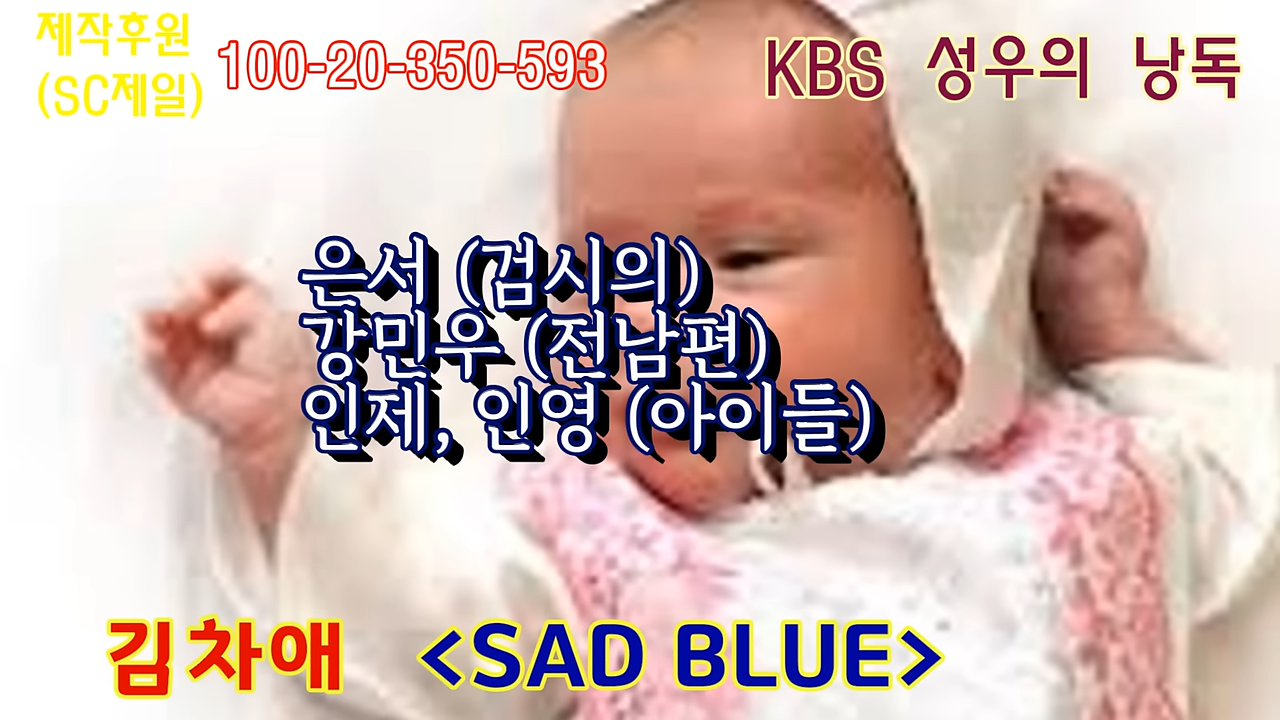 제작후원
(SC제일)
100-20-350-593
KBS 성우의 낭독
은서 (검시의)
강민우 (전남편)
인제, 인영 (아이들)
김차애 <SAD BLUE>